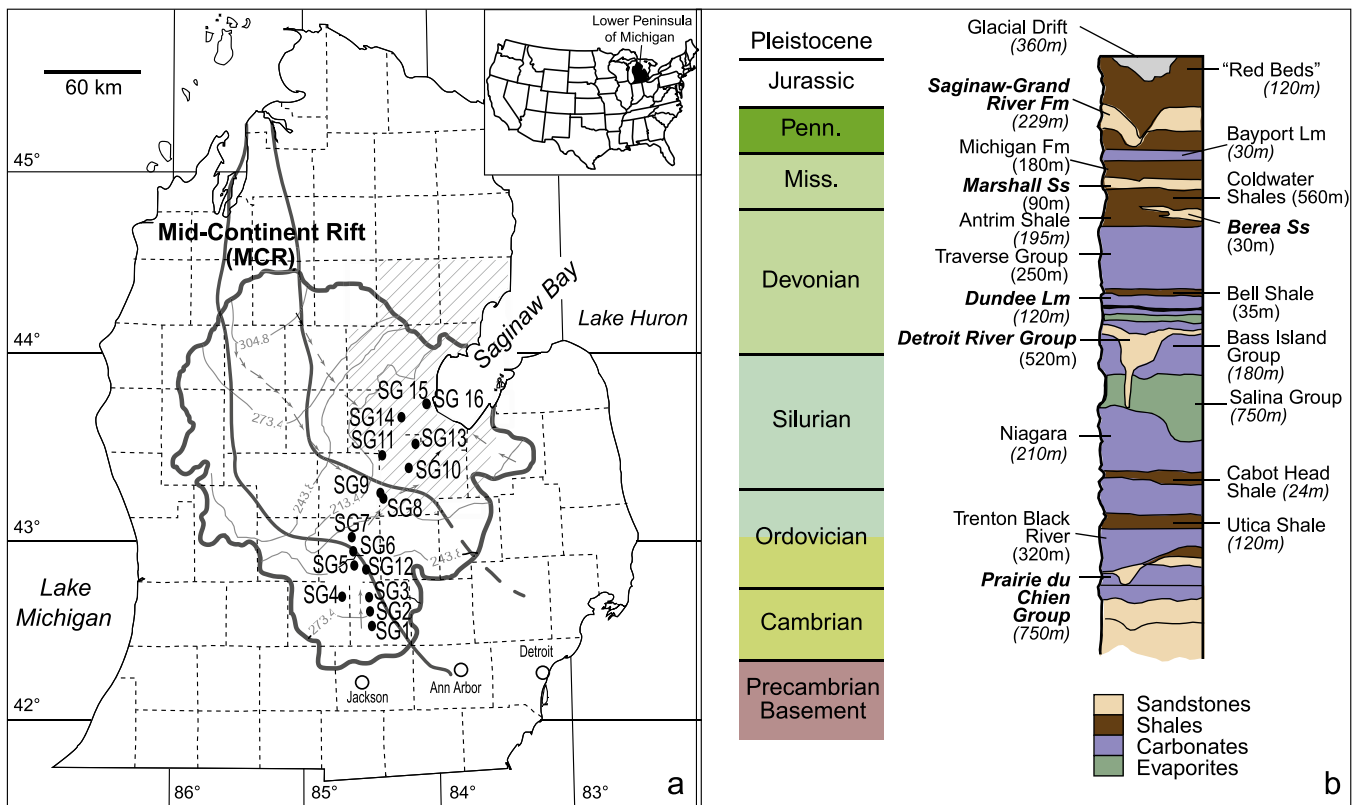 Lower Peninsula
of Michigan
60 km
45°
44°
43°
42°
86°
85°
84°
83°
Mid-Continent Rift
(MCR)
Saginaw Bay
Lake Huron
Lake
Michigan
304.8
273.4
243.8
213.4
243.8
273.4
SG 15
SG 16
SG14
SG11
SG13
SG10
SG9
SG8
SG7
SG6
SG5
SG12
SG4
SG3
SG2
SG1
Jackson
Ann Arbor
Detroit
a
Pleistocene
Jurassic
Penn.
Miss.
Devonian
Silurian
Ordovician
Cambrian
Precambrian
Basement
Glacial Drift
(360m)
Saginaw-Grand
River Fm
(229m)
Michigan Fm
(180m)
Marshall Ss
(90m)
Antrim Shale
(195m)
Traverse Group
(250m)
Dundee Lm
(120m)
Detroit River Group
(520m)
Niagara
(210m)
Trenton Black
River
(320m)
Prairie du
Chien
Group
(750m)
"Red Beds"
(120m)
Bayport Lm
(30m)
Coldwater
Shales (560m)
Berea Ss
(30m)
Bell Shale
(35m)
Bass Island
Group
(180m)
Salina Group
(750m)
Cabot Head
Shale (24m)
Utica Shale
(120m)
Sandstones
Shales
Carbonates
Evaporites
b